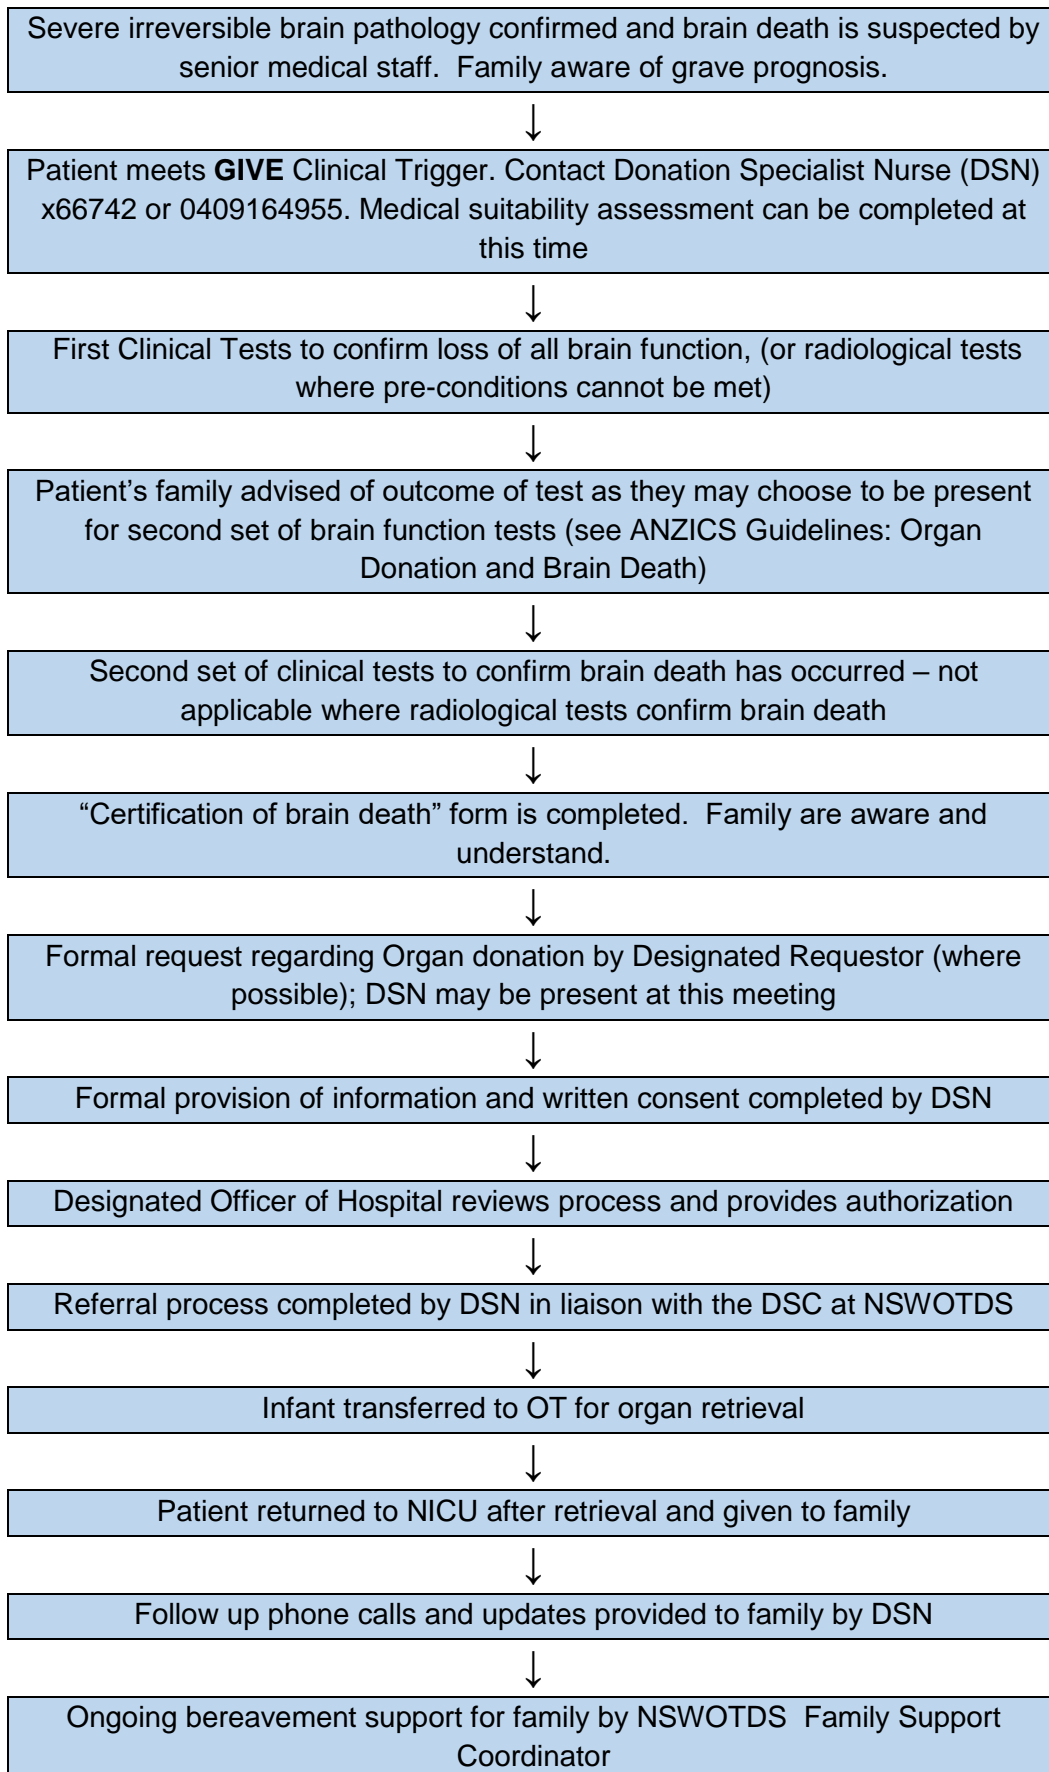 Severe irreversible brain pathology confirmed and brain death is suspected by
senior medical staff.  Family aware of grave prognosis.
↓
Patient meets GIVE Clinical Trigger. Contact Donation Specialist Nurse (DSN)
x66742 or 0409164955. Medical suitability assessment can be completed at
this time
↓
First Clinical Tests to confirm loss of all brain function, (or radiological tests
where pre-conditions cannot be met)
↓
Patient’s family advised of outcome of test as they may choose to be present
for second set of brain function tests (see ANZICS Guidelines: Organ
Donation and Brain Death)
↓
Second set of clinical tests to confirm brain death has occurred – not
applicable where radiological tests confirm brain death
↓
“Certification of brain death” form is completed.  Family are aware and
understand.
↓
Formal request regarding Organ donation by Designated Requestor (where
possible); DSN may be present at this meeting
↓
Formal provision of information and written consent completed by DSN
↓
Designated Officer of Hospital reviews process and provides authorization
↓
Referral process completed by DSN in liaison with the DSC at NSWOTDS
↓
Infant transferred to OT for organ retrieval
↓
Patient returned to NICU after retrieval and given to family
↓
Follow up phone calls and updates provided to family by DSN
↓
Ongoing bereavement support for family by NSWOTDS  Family Support
Coordinator